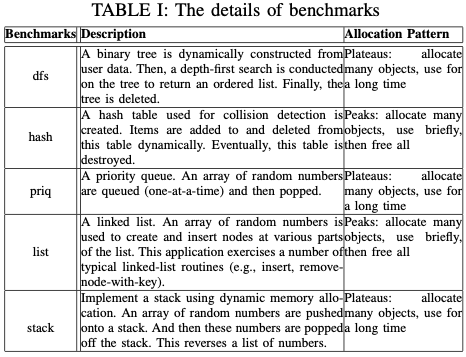 TABLE I: The details of benchmarks
Benchmarks Description Allocation Pattern
dfs
A binary tree is dynamically constructed from
user data. Then, a depth-first search is conducted
on the tree to return an ordered list. Finally, the
tree is deleted.
Plateaus: allocate
many objects, use for
a long time
hash
A hash table used for collision detection is
created. Items are added to and deleted from
this table dynamically. Eventually, this table is
destroyed.
Peaks: allocate many
objects, use briefly,
then free all
priq
A priority queue. An array of random numbers
are queued (one-at-a-time) and then popped.
Plateaus: allocate
many objects, use for
a long time
list
A linked list. An array of random numbers is
used to create and insert nodes at various parts
of the list. This application exercises a number of
typical linked-list routines (e.g., insert, remove-
node-with-key).
Peaks: allocate many
objects, use briefly,
then free all
stack
Implement a stack using dynamic memory allo-
cation. An array of random numbers are pushed
onto a stack. And then these numbers are popped
off the stack. This reverses a list of numbers.
Plateaus: allocate
many objects, use for
a long time